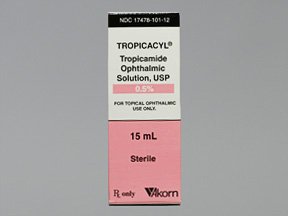 NDC 17478-101-12
TROPICACYL®
Tropicamide
Ophthalmic
Solution, USP
0.5%
FOR TOPICAL OPHTHALMIC
USE ONLY.
15 mL
Sterile
Rx only
Akorn